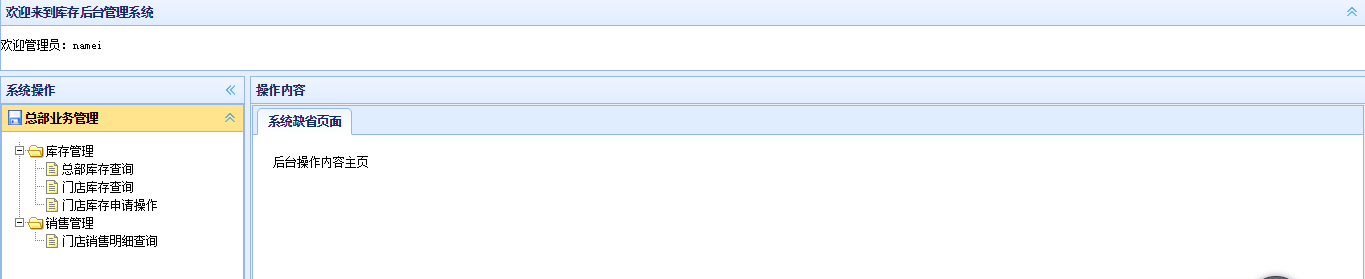 欢迎来到库存后台管理系统
欢迎管理员：namei
系统操作
操作内容
总部业务管理
系统缺省页面
库存管理
总部库存查询
门店库存查询
门店库存申请操作
销售管理
门店销售明细查询
后台操作内容主页